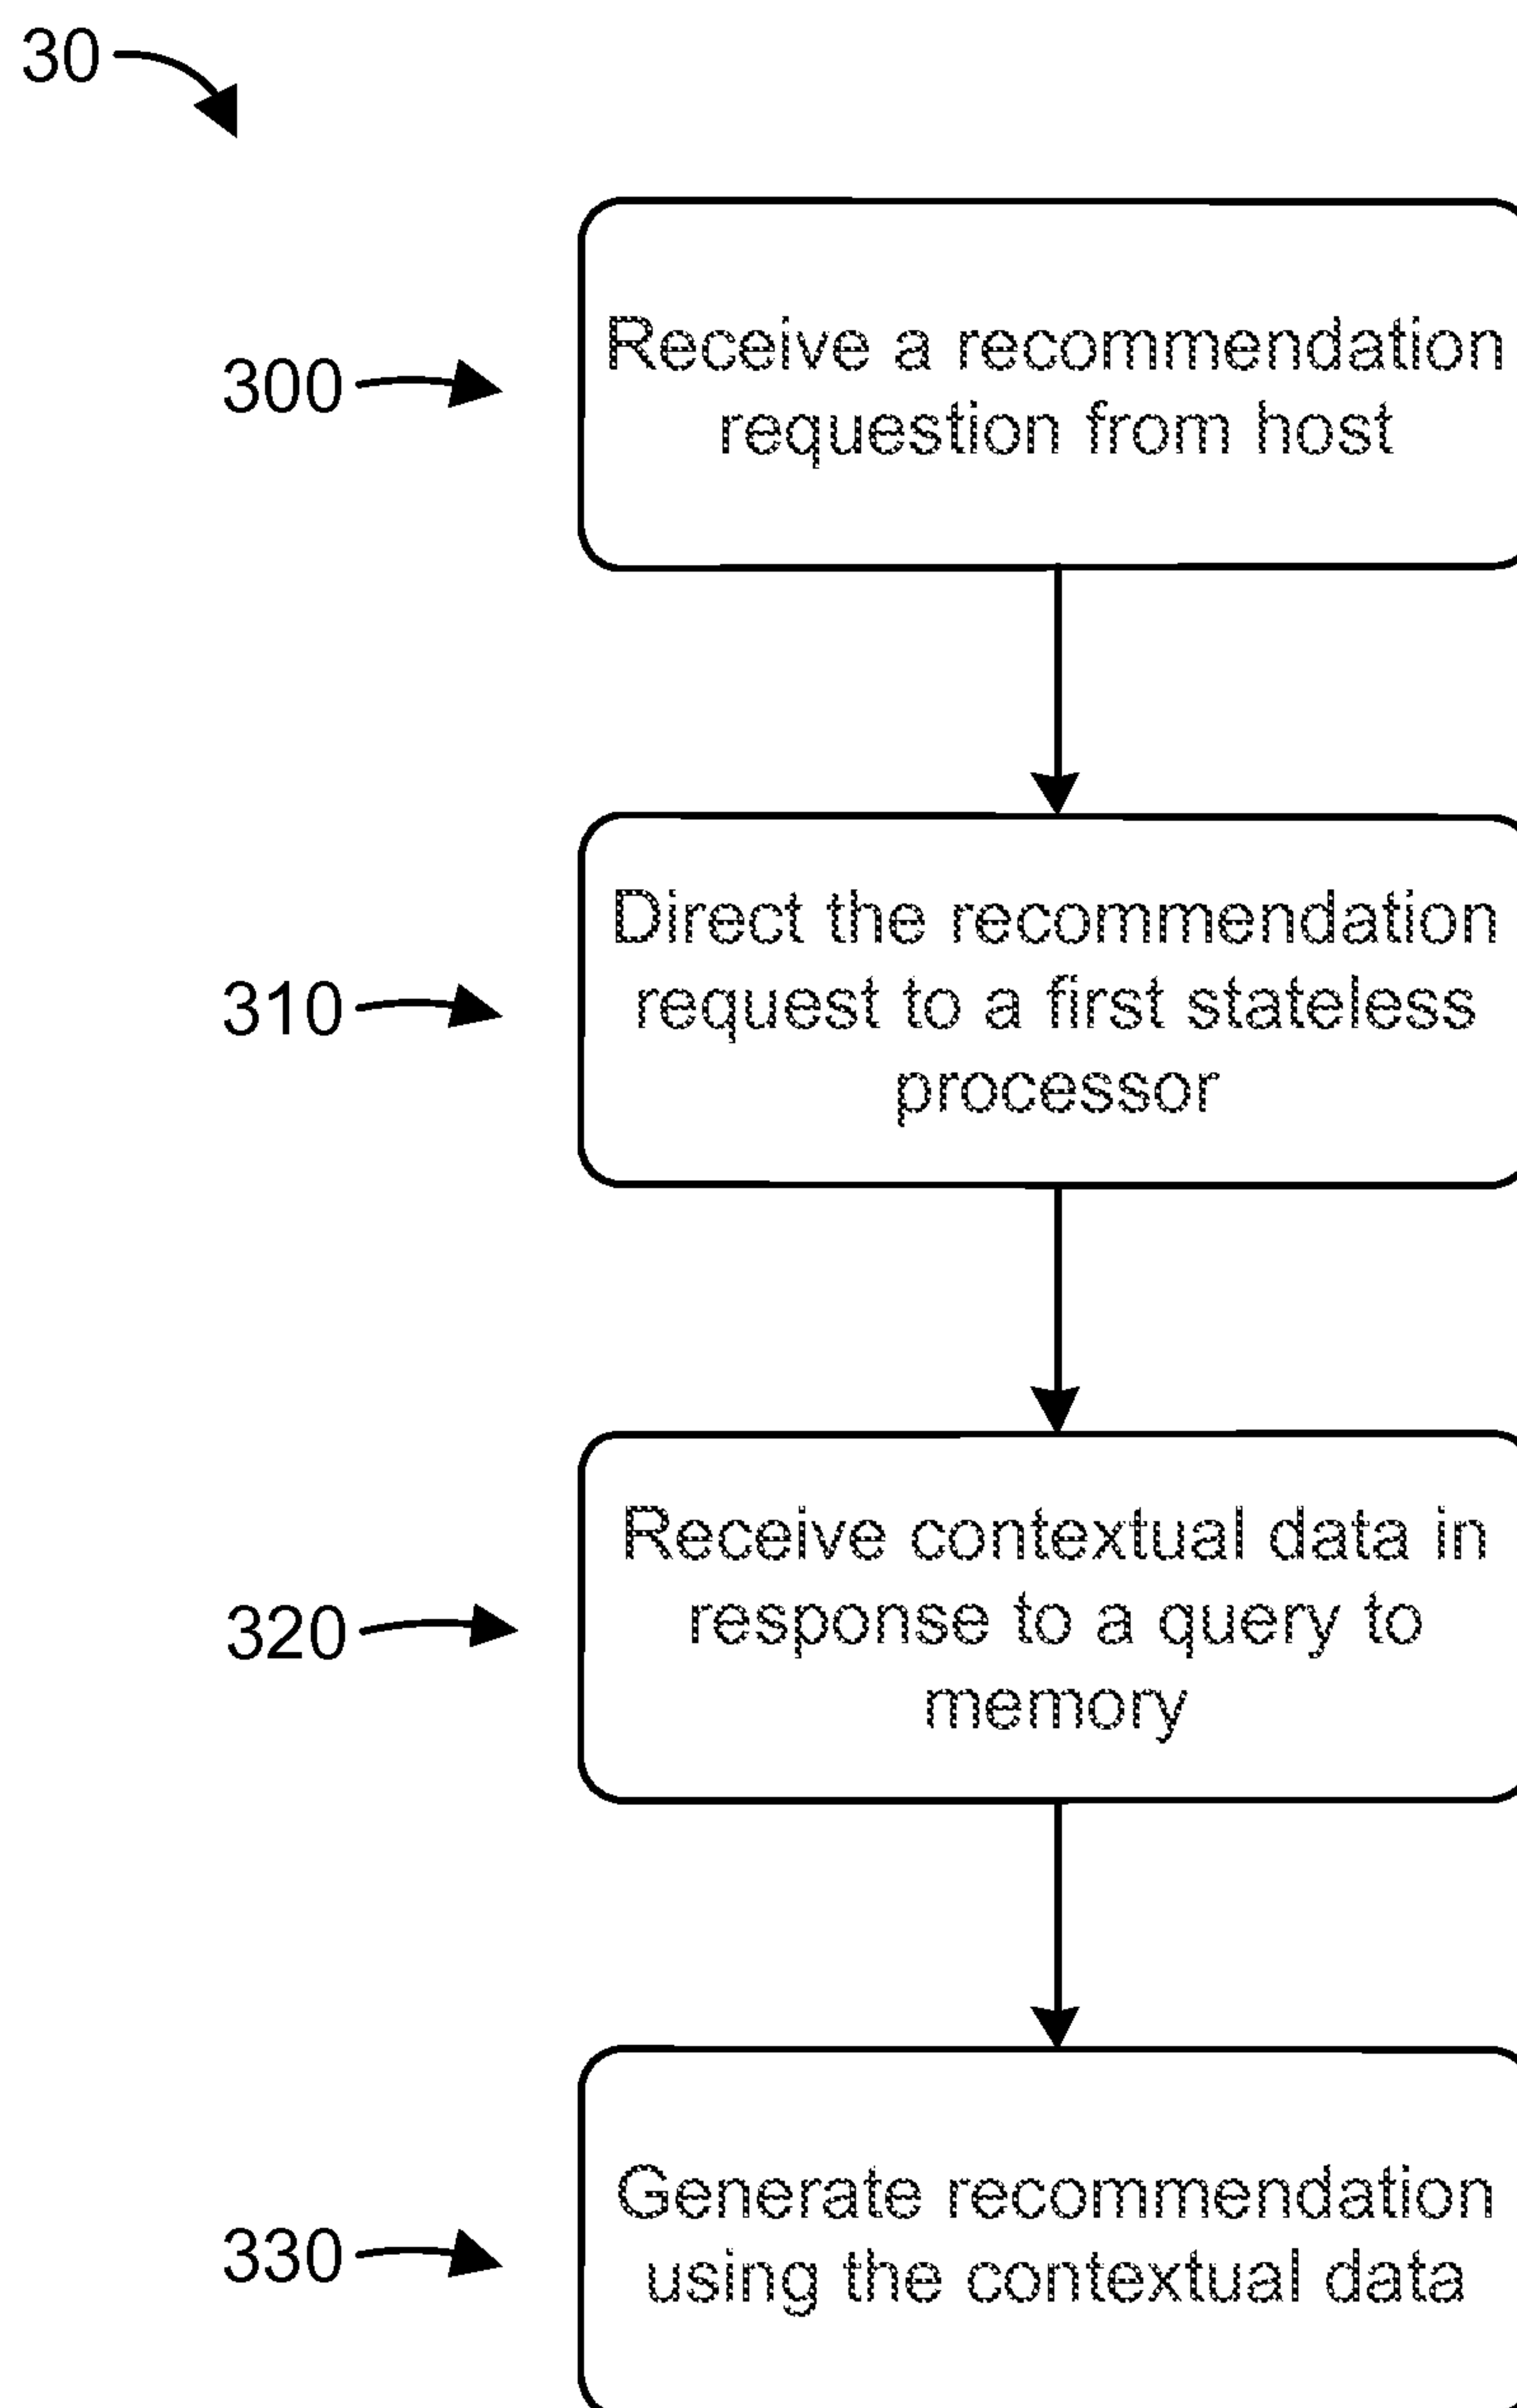 30
300
Receive a recommendation
requestion from host
310
Direct the recommendation
request to a first stateless
processor
320
Receive contextual data in
response to a query to
memory
330
Generate recommendation
using the contextual data